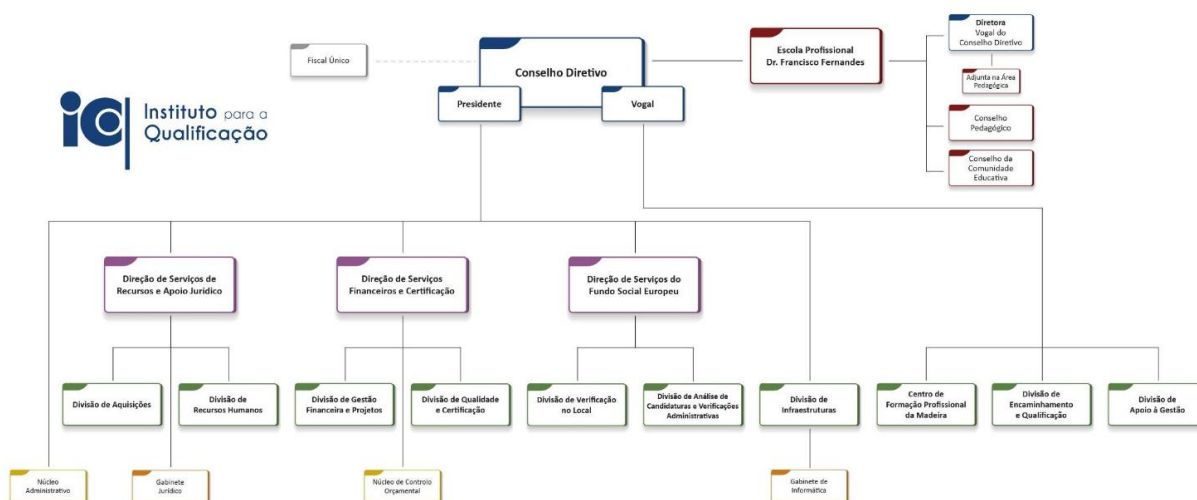 Fiscal Único
Conselho Diretivo
Presidente
Vogal
Escola Profissional
Dr. Francisco Fernandes
Diretora
Vogal do
Conselho Diretivo
Adjunta na Área
Pedagógica
Conselho
Pedagógico
Conselho da
Comunidade
Educativa
iq
Instituto para a
Qualificação
Direção de Serviços de
Recursos e Apoio Jurídico
Direção de Serviços
Financeiros e Certificação
Direção de Serviços do
Fundo Social Europeu
Divisão de Aquisições
Divisão de
Recursos Humanos
Divisão de Gestão
Financeira e Projetos
Divisão de Qualidade
e Certificação
Divisão de Verificação
no Local
Divisão de Análise de
Candidaturas e Verificações
Administrativas
Divisão de
Infraestruturas
Centro de
Formação Profissional
da Madeira
Divisão de
Encaminhamento
e Qualificação
Divisão de
Apoio à Gestão
Núcleo
Administrativo
Gabinete
Jurídico
Núcleo de Controlo
Orçamental
Gabinete de
Informática